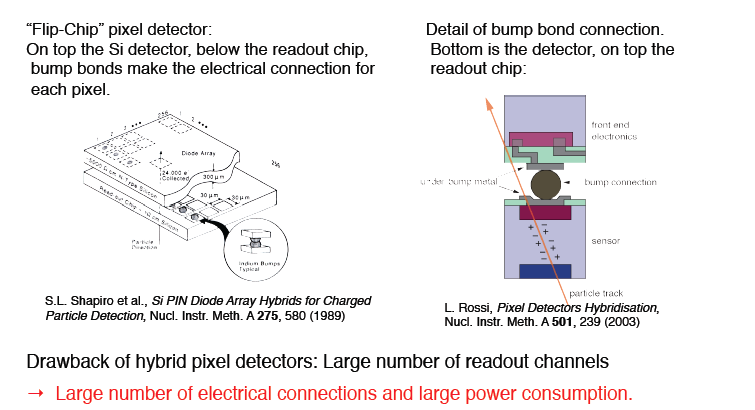 “Flip-Chip” pixel detector:
On top the Si detector, below the readout chip,
bump bonds make the electrical connection for
each pixel.
Detail of bump bond connection.
Bottom is the detector, on top the
readout chip:
256
1
2
Diode Array
256
24 000 e
Collected
300 μm
30 μm
30 μm
Particle
Direction
Indium Bumps
Typical
front end
electronics
under bump metal
bump connection
sensor
particle track
S.L. Shapiro et al., Si PIN Diode Array Hybrids for Charged
Particle Detection, Nucl. Instr. Meth. A 275, 580 (1989)
L. Rossi, Pixel Detectors Hybridisation,
Nucl. Instr. Meth. A 501, 239 (2003)
Drawback of hybrid pixel detectors: Large number of readout channels
→ Large number of electrical connections and large power consumption.